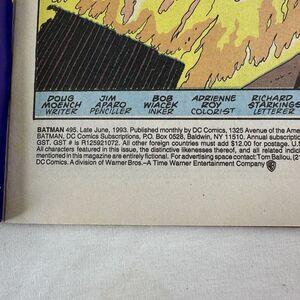 DOUG MOENCH WRITER
JIM APARO PENCILLER
BOB WIACEK INKER
ADRIENNE ROY COLORIST
RICHARD STARKINGS LETTERER
BATMAN 495, Late June, 1993. Published monthly by DC Comics, 1325 Avenue of the Ameri
BATMAN, DC Comics Subscriptions, P.O. Box 0528, Baldwin, NY 11510. Annual subscription
GST. GST # is R125921072. All other foreign countries must add $12.00 for postage. U.S.
All characters featured in this issue, the distinctive likenesses thereof, and all related indici
mentioned in this magazine are entirely fictional. For advertising space contact: Tom Ballou, (21
DC Comics. A division of Warner Bros.–A Time Warner Entertainment Company